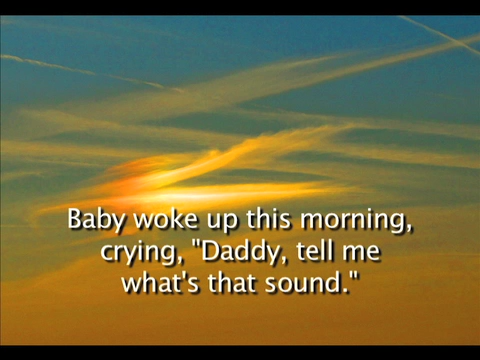 Baby woke up this morning,
crying, "Daddy, tell me
what's that sound."